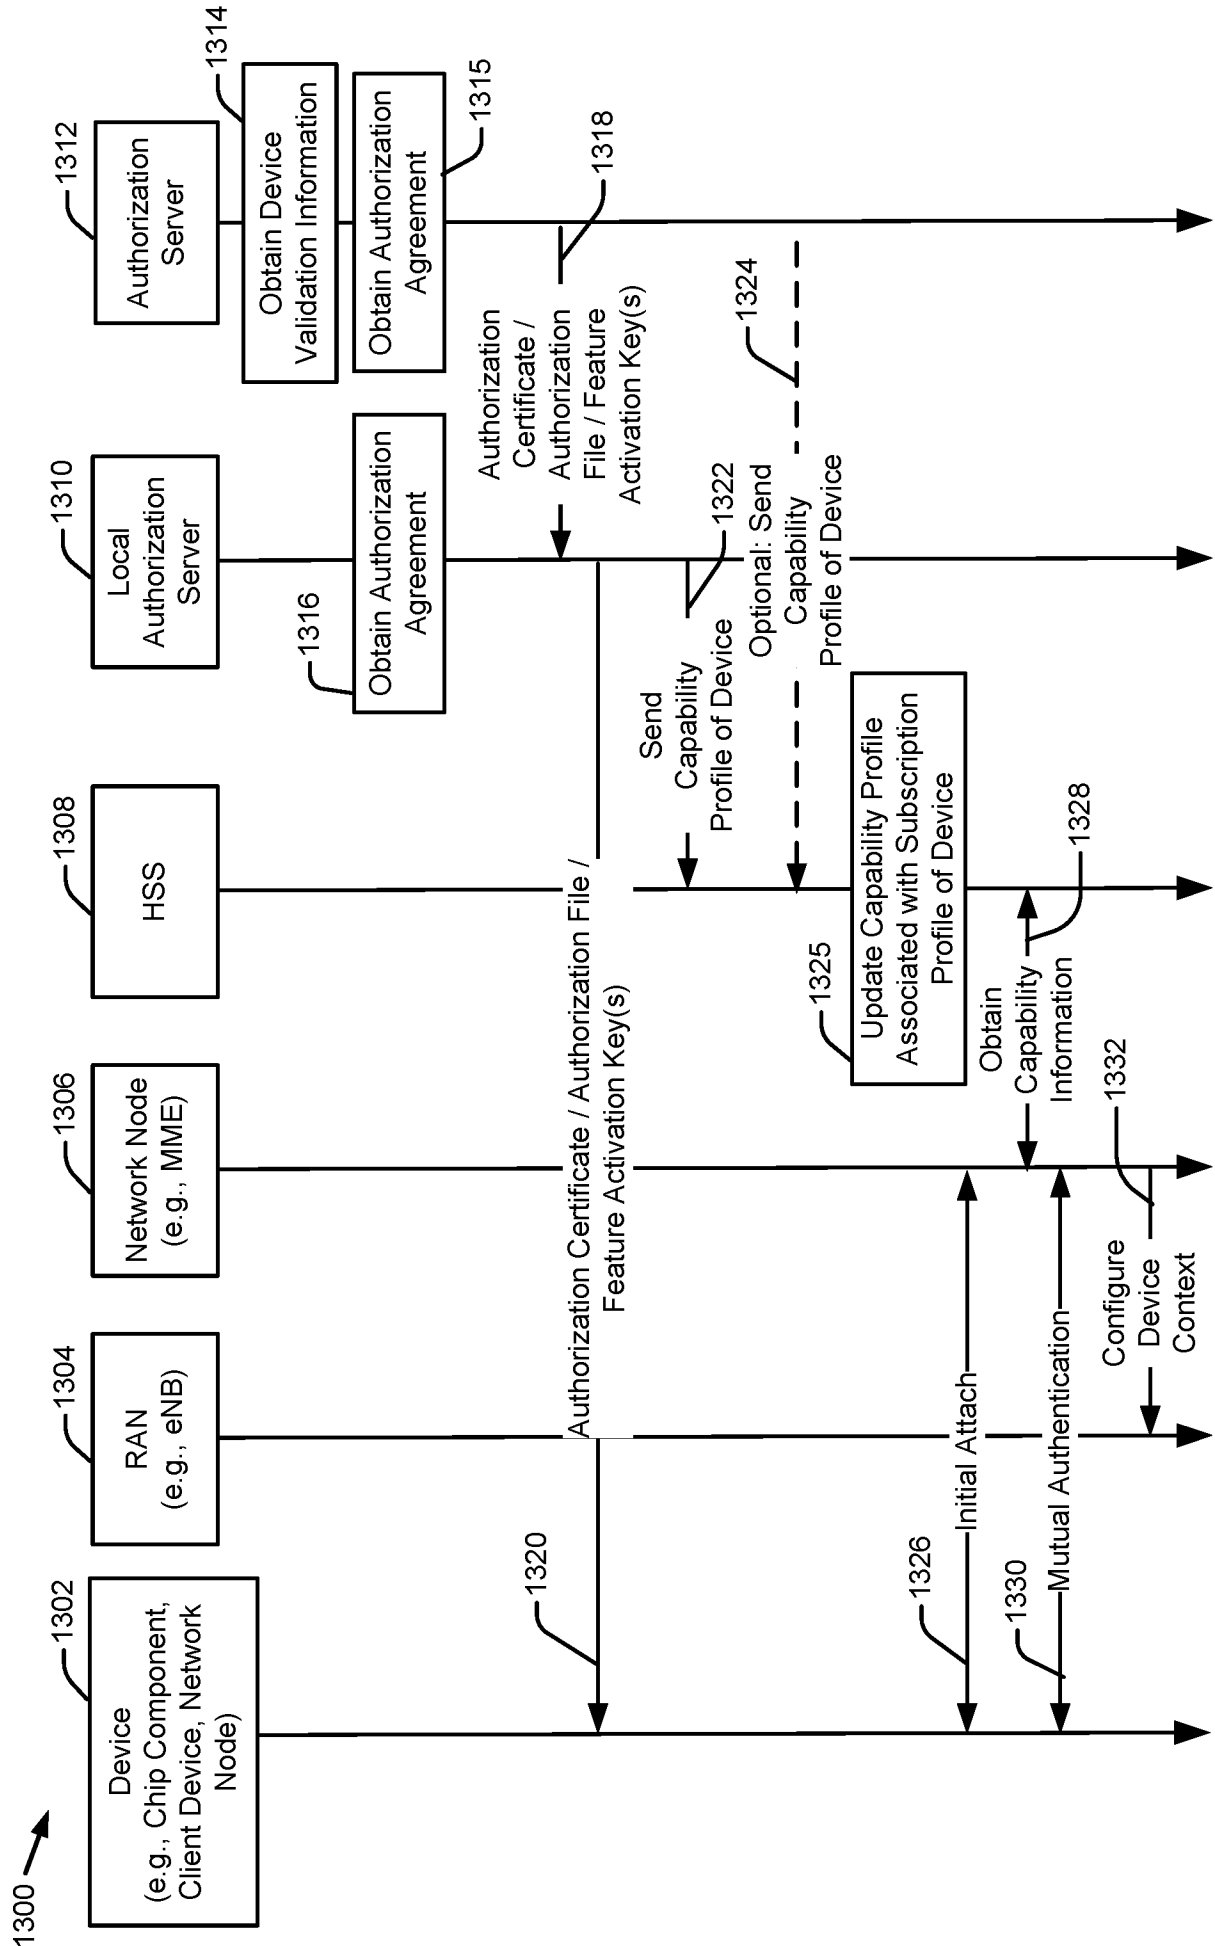 1300
1302
Device
(e.g., Chip Component,
Client Device, Network
Node)
1304
RAN
(e.g., eNB)
1306
Network Node
(e.g., MME)
1308
HSS
1310
Local
Authorization
Server
1312
Authorization
Server
1314
Obtain Device
Validation Information
1315
Obtain Authorization
Agreement
1316
Obtain Authorization
Agreement
1318
Authorization
Certificate /
Authorization
File / Feature
Activation Key(s)
1320
Authorization Certificate / Authorization File /
Feature Activation Key(s)
1322
Send
Capability
Profile of Device
1324
Optional: Send
Capability
Profile of Device
1325
Update Capability Profile
Associated with Subscription
Profile of Device
1326
Initial Attach
1328
Obtain
Capability
Information
1330
Mutual Authentication
1332
Configure
Device
Context